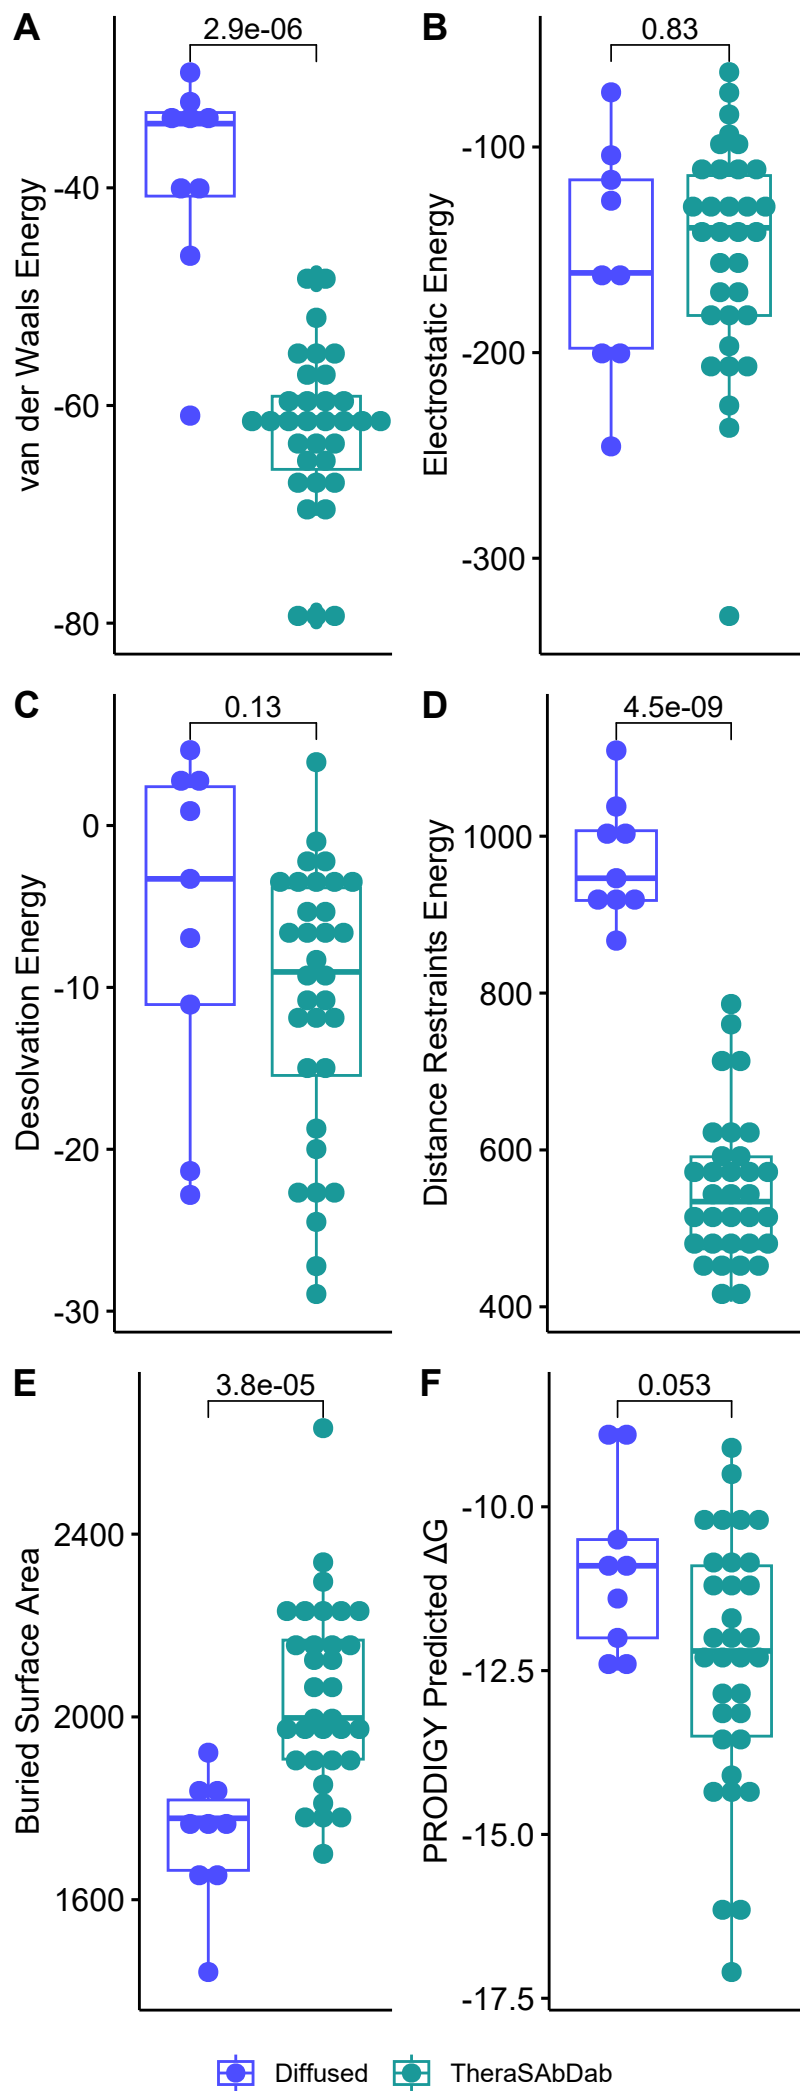 A
2.9e-06
van der Waals Energy
-40
-60
-80
B
0.83
Electrostatic Energy
-100
-200
-300
C
0.13
Desolvation Energy
0
-10
-20
-30
D
4.5e-09
Distance Restraints Energy
1000
800
600
400
E
3.8e-05
Buried Surface Area
2400
2000
1600
F
0.053
PRODIGY Predicted ΔG
-10.0
-12.5
-15.0
-17.5
Diffused
TheraSAbDab